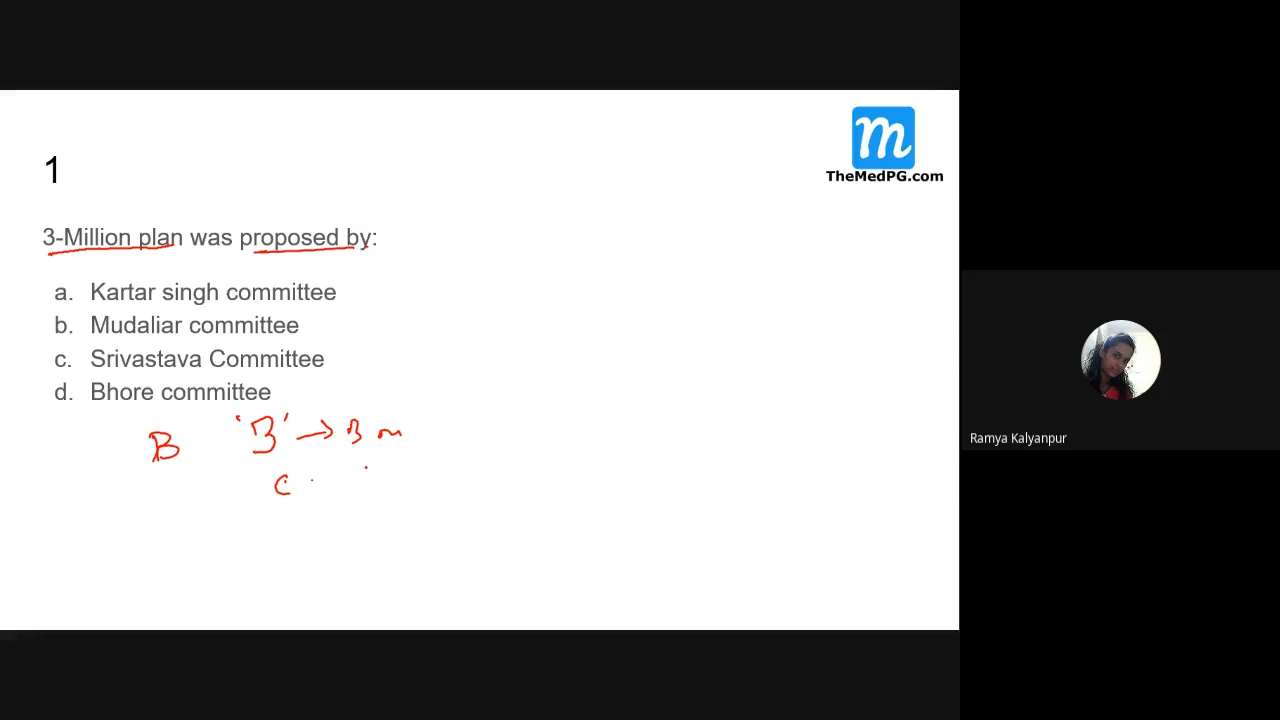 TheMedPG.com
1
3-Million plan was proposed by:
a. Kartar singh committee
b. Mudaliar committee
c. Srivastava Committee
d. Bhore committee
B '3' → 3 m
C
Ramya Kalyanpur